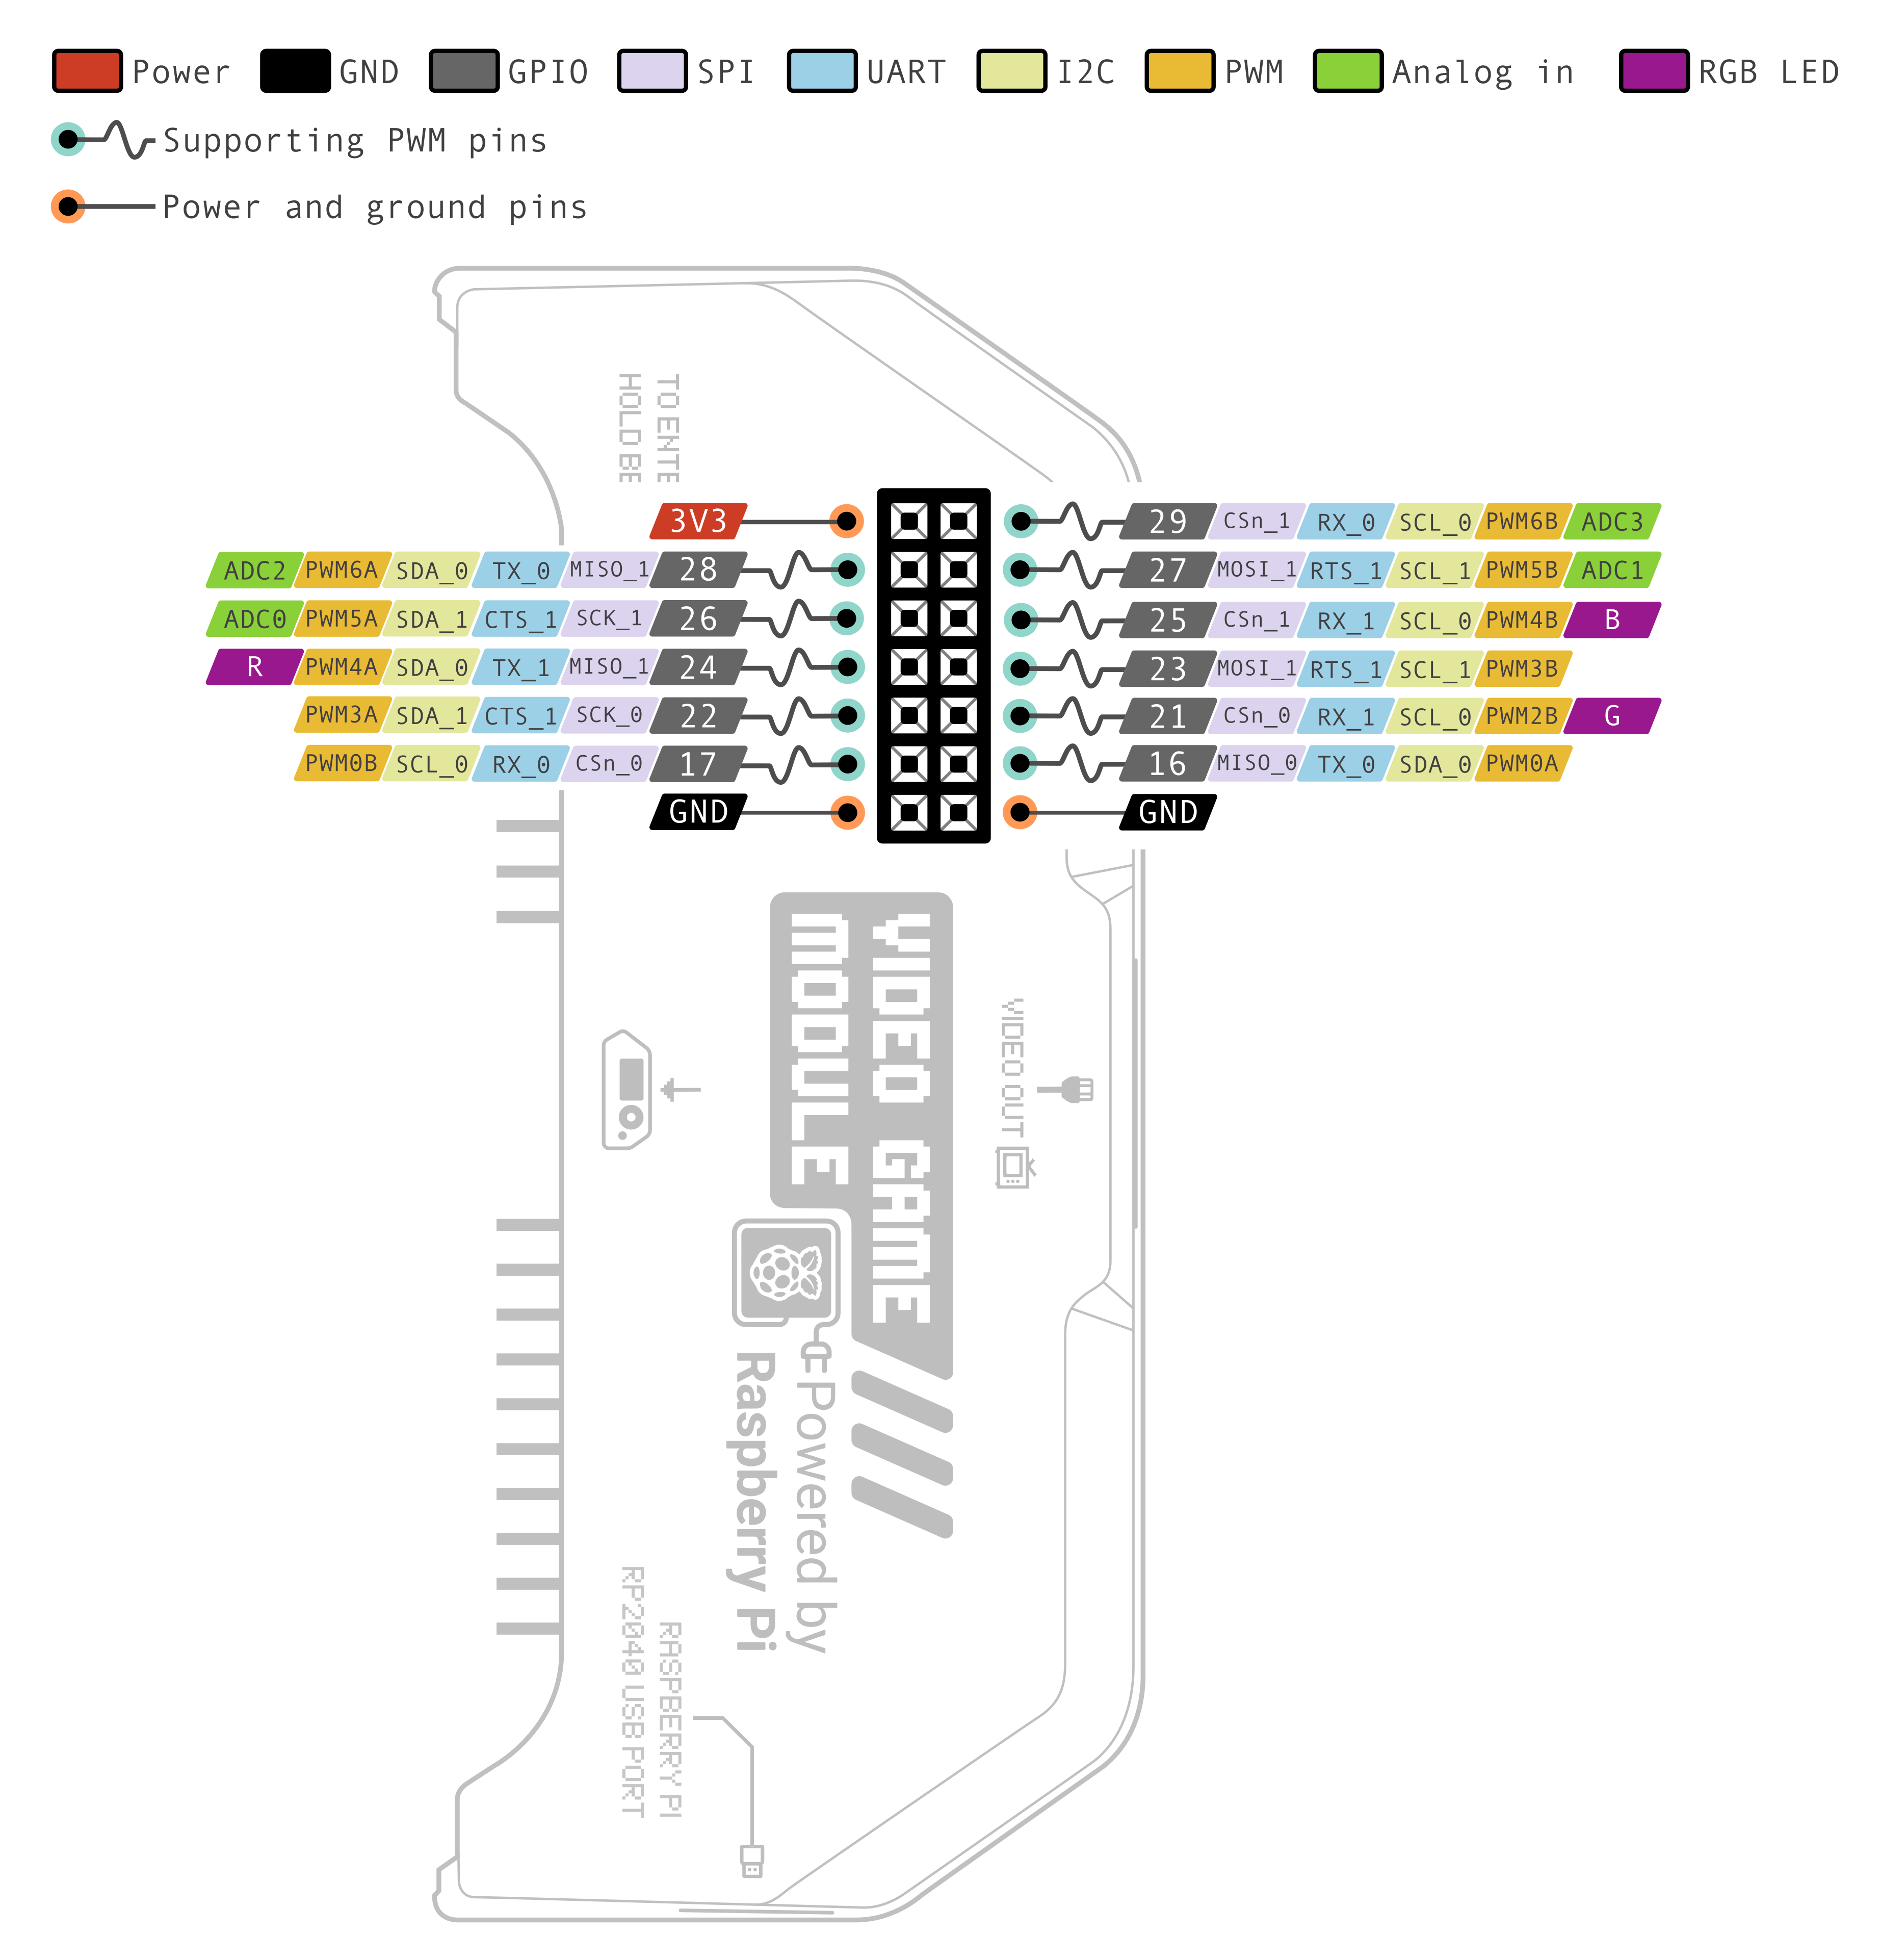 Power GND GPIO SPI UART I2C PWM Analog in RGB LED
Supporting PWM pins
Power and ground pins
TO ENTE
HOLD BE
3V3 29 CSn_1 RX_0 SCL_0 PWM6B ADC3
ADC2 PWM6A SDA_0 TX_0 MISO_1 28 27 MOSI_1 RTS_1 SCL_1 PWM5B ADC1
ADC0 PWM5A SDA_1 CTS_1 SCK_1 26 25 CSn_1 RX_1 SCL_0 PWM4B B
R PWM4A SDA_0 TX_1 MISO_1 24 23 MOSI_1 RTS_1 SCL_1 PWM3B
PWM3A SDA_1 CTS_1 SCK_0 22 21 CSn_0 RX_1 SCL_0 PWM2B G
PWM0B SCL_0 RX_0 CSn_0 17 16 MISO_0 TX_0 SDA_0 PWM0A
GND GND
VIDEO GAME
MODULE
VIDEO OUT
Powered by
Raspberry Pi
RASPBERRY PI
RP2040 USB PORT